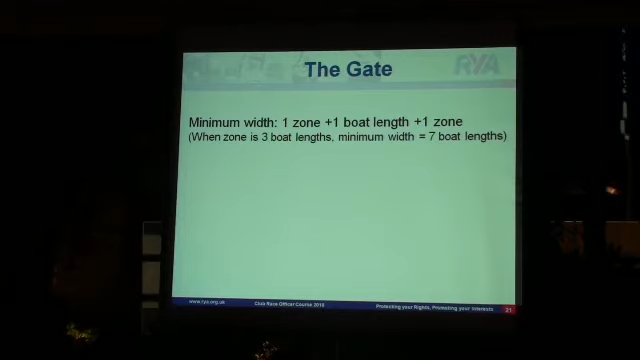 The Gate
RYA
Minimum width: 1 zone +1 boat length +1 zone
(When zone is 3 boat lengths, minimum width = 7 boat lengths)
www.rya.org.uk
Club Race Officer Course 2010
Protecting your Rights, Promoting your Interests
21